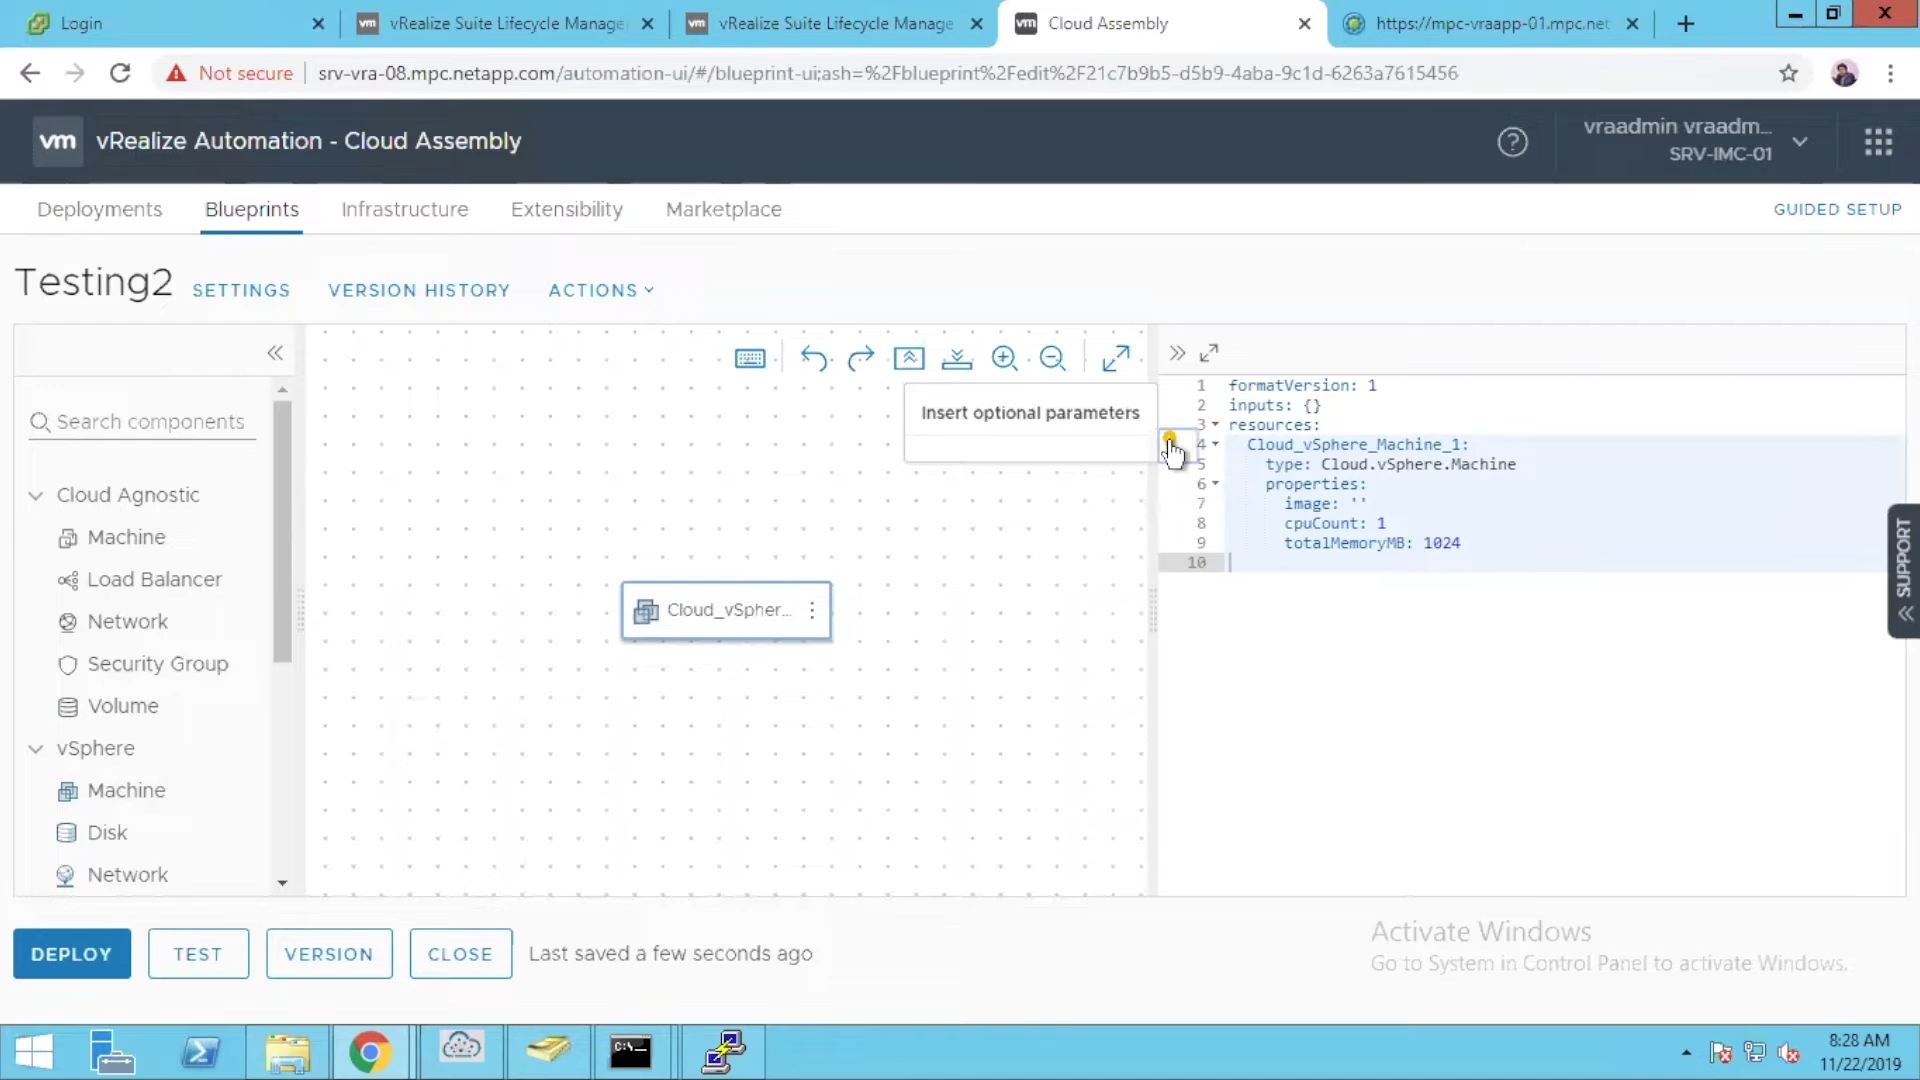 Login
vRealize Suite Lifecycle Manage
vRealize Suite Lifecycle Manage
Cloud Assembly
https://mpc-vraapp-01.mpc.net
Not secure
srv-vra-08.mpc.netapp.com/automation-ui/#/blueprint-ui;ash=%2Fblueprint%2Fedit%2F21c7b9b5-d5b9-4aba-9c1d-6263a7615456
vm vRealize Automation - Cloud Assembly
vraadmin vraadm...
SRV-IMC-01
Deployments Blueprints Infrastructure Extensibility Marketplace
GUIDED SETUP
Testing2 SETTINGS VERSION HISTORY ACTIONS
Search components
Cloud Agnostic
Machine
Load Balancer
Network
Security Group
Volume
vSphere
Machine
Disk
Network
Insert optional parameters
Cloud_vSpher...
1 formatVersion: 1
2 inputs: {}
3 resources:
4 Cloud_vSphere_Machine_1:
5 type: Cloud.vSphere.Machine
6 properties:
7 image: ''
8 cpuCount: 1
9 totalMemoryMB: 1024
10
SUPPORT
DEPLOY TEST VERSION CLOSE Last saved a few seconds ago
Activate Windows
Go to System in Control Panel to activate Windows.
8:28 AM
11/22/2019